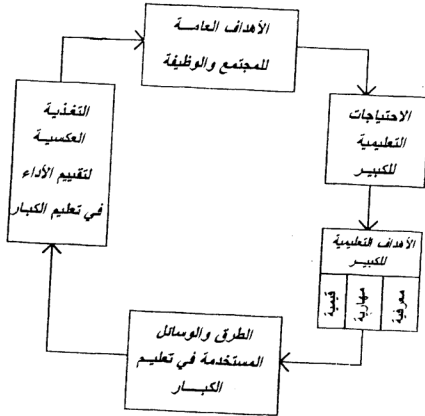 الأهداف العامة
للمجتمع والوظيفة
الاحتياجات
التعليمية
للكبير
الأهداف التعليمية
للكبير
معرفية
مهارية
قيمية
الطرق والوسائل
المستخدمة في تعليم
الكبار
التغذية
العكسية
لتقييم الأداء
في تعليم الكبار